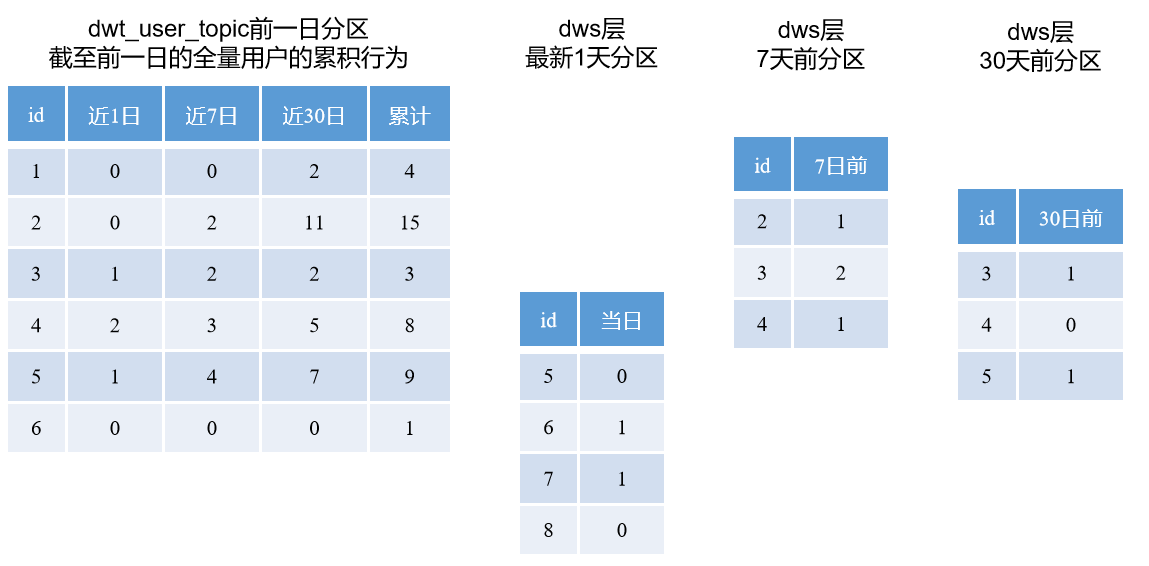 dwt_user_topic前一日分区
截至前一日的全量用户的累积行为
id 近1日 近7日 近30日 累计
1 0 0 2 4
2 0 2 11 15
3 1 2 2 3
4 2 3 5 8
5 1 4 7 9
6 0 0 0 1
dws层
最新1天分区
id 当日
5 0
6 1
7 1
8 0
dws层
7天前分区
id 7日前
2 1
3 2
4 1
dws层
30天前分区
id 30日前
3 1
4 0
5 1